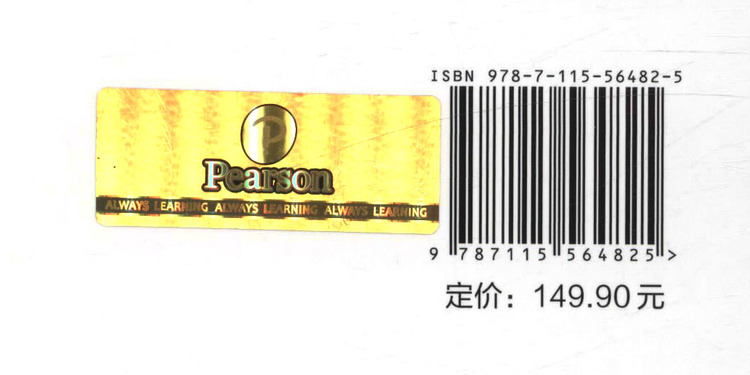 Pearson
ALWAYS LEARNING ALWAYS LEARNING ALWAYS LEARNING
ISBN 978-7-115-56482-5
9 787115 564825 >
定价：149.90元